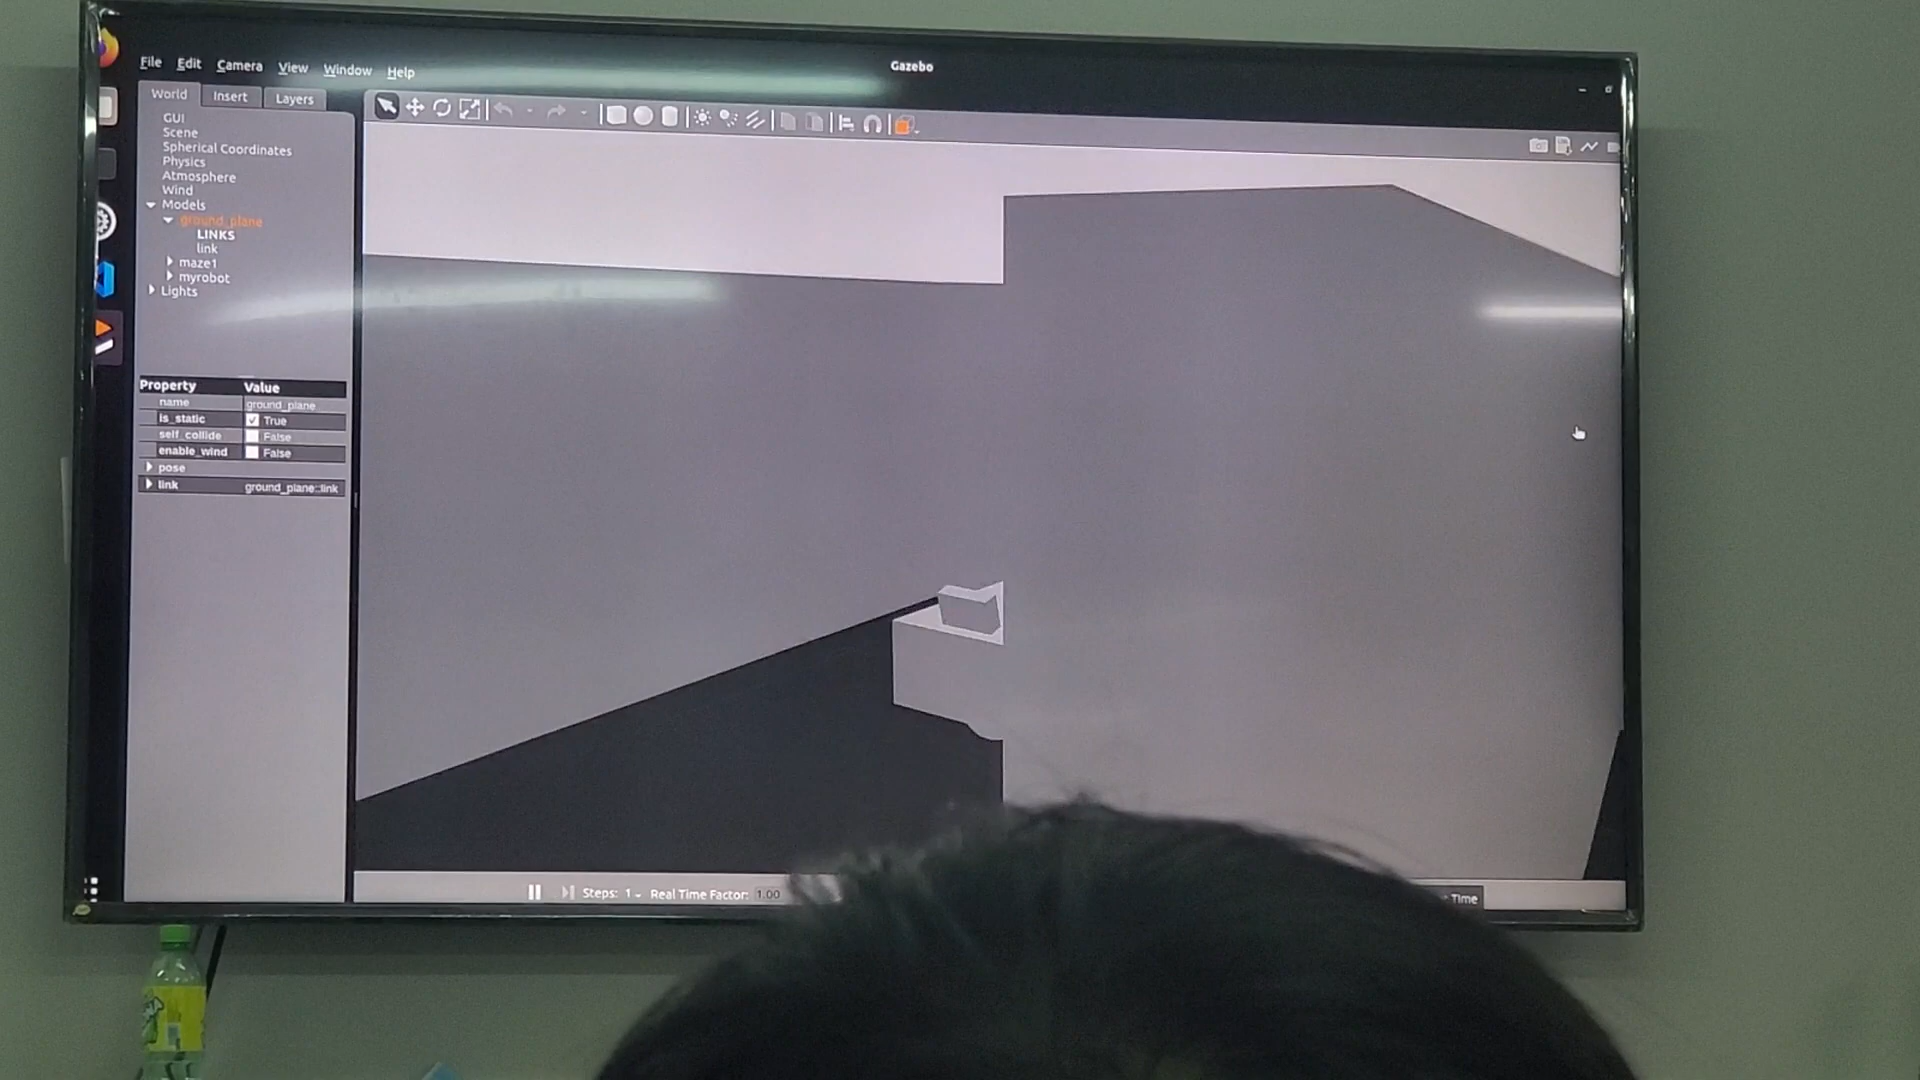 Gazebo
File Edit Camera View Window Help
World Insert Layers
GUI
Scene
Spherical Coordinates
Physics
Atmosphere
Wind
Models
ground_plane
LINKS
link
maze1
myrobot
Lights
Property Value
name ground_plane
is_static True
self_collide False
enable_wind False
pose
link ground_plane::link
Steps: 1 Real Time Factor: 1.00
Time